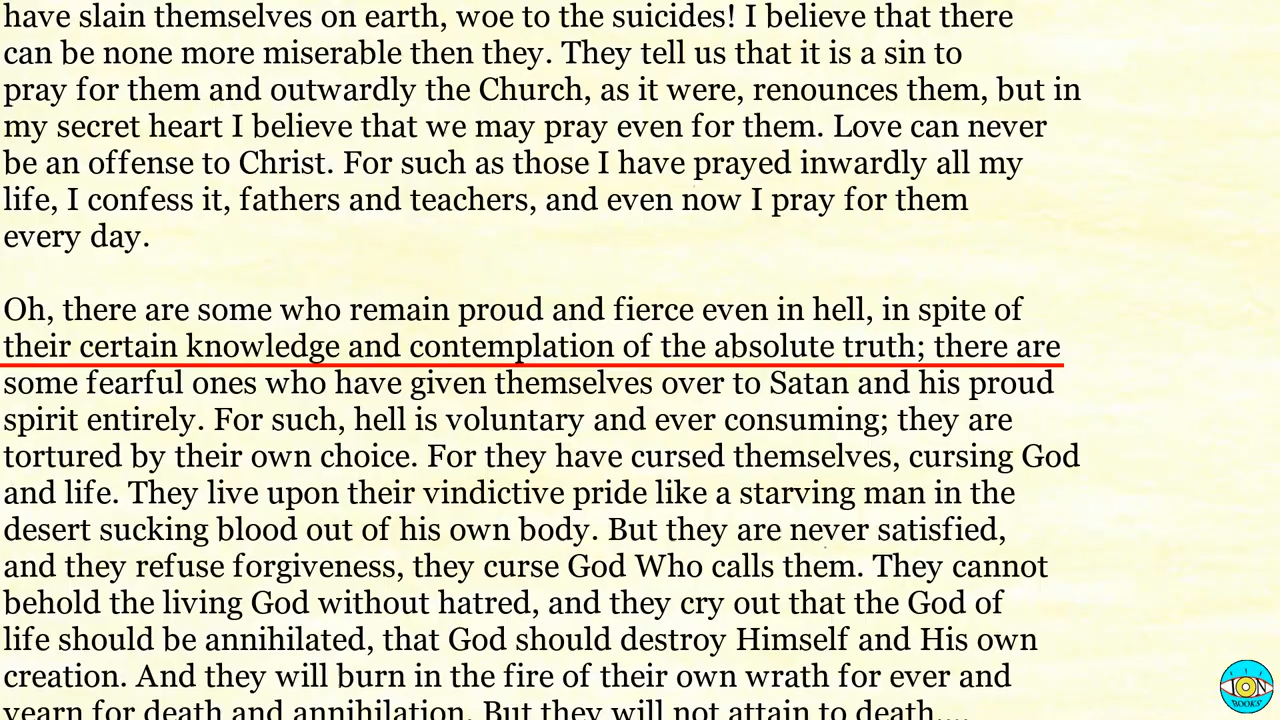 have slain themselves on earth, woe to the suicides! I believe that there
can be none more miserable then they. They tell us that it is a sin to
pray for them and outwardly the Church, as it were, renounces them, but in
my secret heart I believe that we may pray even for them. Love can never
be an offense to Christ. For such as those I have prayed inwardly all my
life, I confess it, fathers and teachers, and even now I pray for them
every day.
Oh, there are some who remain proud and fierce even in hell, in spite of
their certain knowledge and contemplation of the absolute truth; there are
some fearful ones who have given themselves over to Satan and his proud
spirit entirely. For such, hell is voluntary and ever consuming; they are
tortured by their own choice. For they have cursed themselves, cursing God
and life. They live upon their vindictive pride like a starving man in the
desert sucking blood out of his own body. But they are never satisfied,
and they refuse forgiveness, they curse God Who calls them. They cannot
behold the living God without hatred, and they cry out that the God of
life should be annihilated, that God should destroy Himself and His own
creation. And they will burn in the fire of their own wrath for ever and
yearn for death and annihilation. But they will not attain to death....
BOOKS